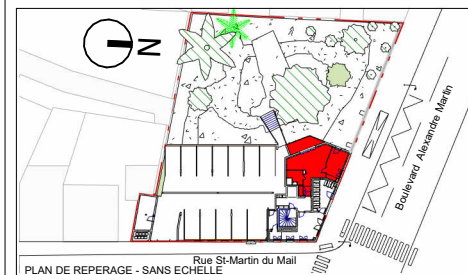 N
Boulevard Alexandre Martin
Rue St-Martin du Mail
PLAN DE REPERAGE - SANS ECHELLE